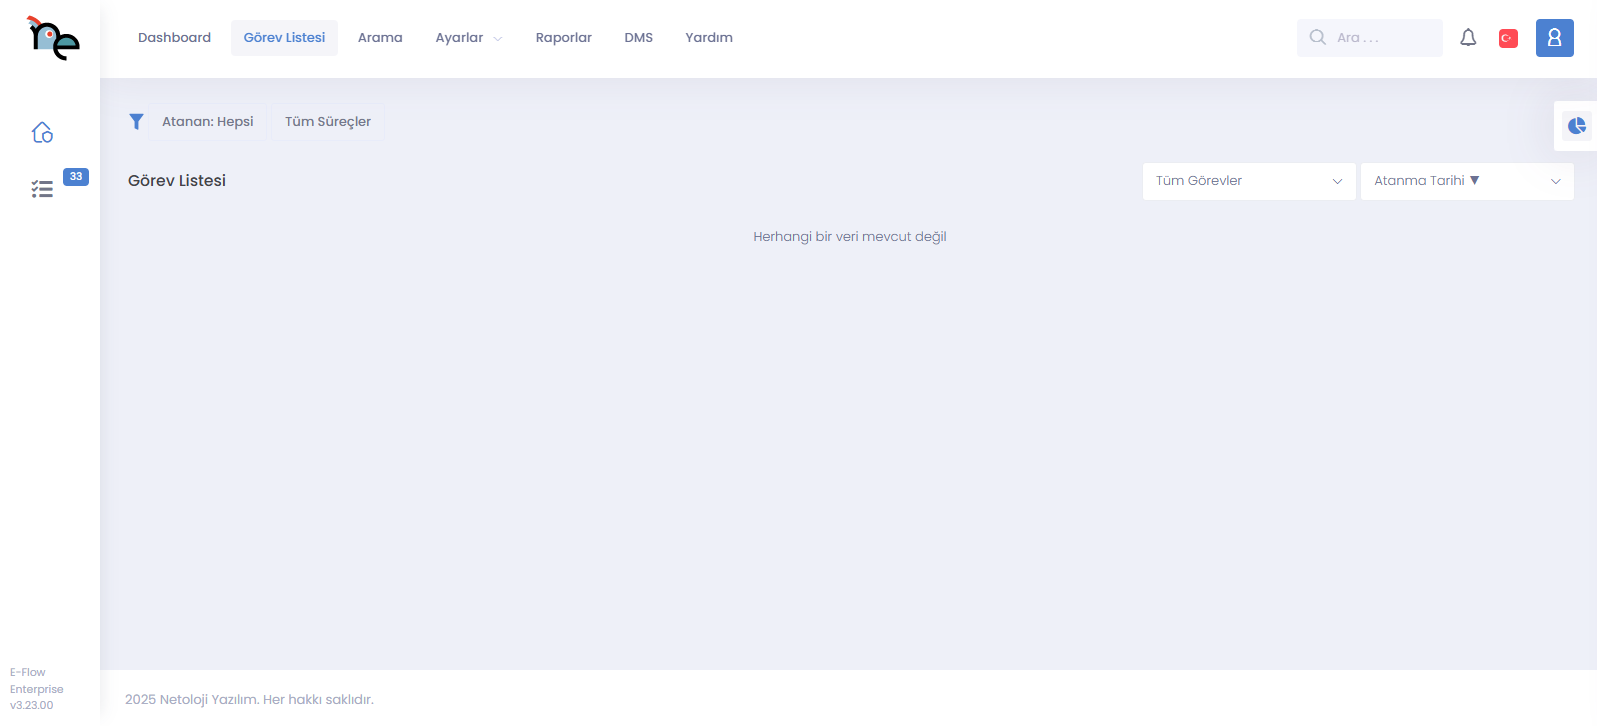 Dashboard Görev Listesi Arama Ayarlar Raporlar DMS Yardım Ara . . .
Atanan: Hepsi Tüm Süreçler
33
Görev Listesi Tüm Görevler Atanma Tarihi ▼
Herhangi bir veri mevcut değil
E-Flow
Enterprise
v3.23.00
2025 Netoloji Yazılım. Her hakkı saklıdır.